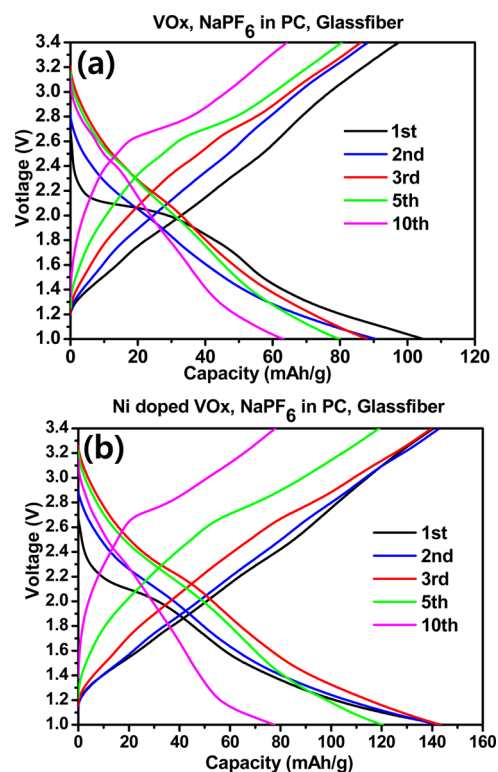 VOx, NaPF6 in PC, Glassfiber
(a)
3.4
3.2
3.0
2.8
2.6
2.4
2.2
2.0
1.8
1.6
1.4
1.2
1.0
Votlage (V)
1st
2nd
3rd
5th
10th
0 20 40 60 80 100 120
Capacity (mAh/g)
Ni doped VOx, NaPF6 in PC, Glassfiber
(b)
3.4
3.2
3.0
2.8
2.6
2.4
2.2
2.0
1.8
1.6
1.4
1.2
1.0
Voltage (V)
1st
2nd
3rd
5th
10th
0 20 40 60 80 100 120 140 160
Capacity (mAh/g)